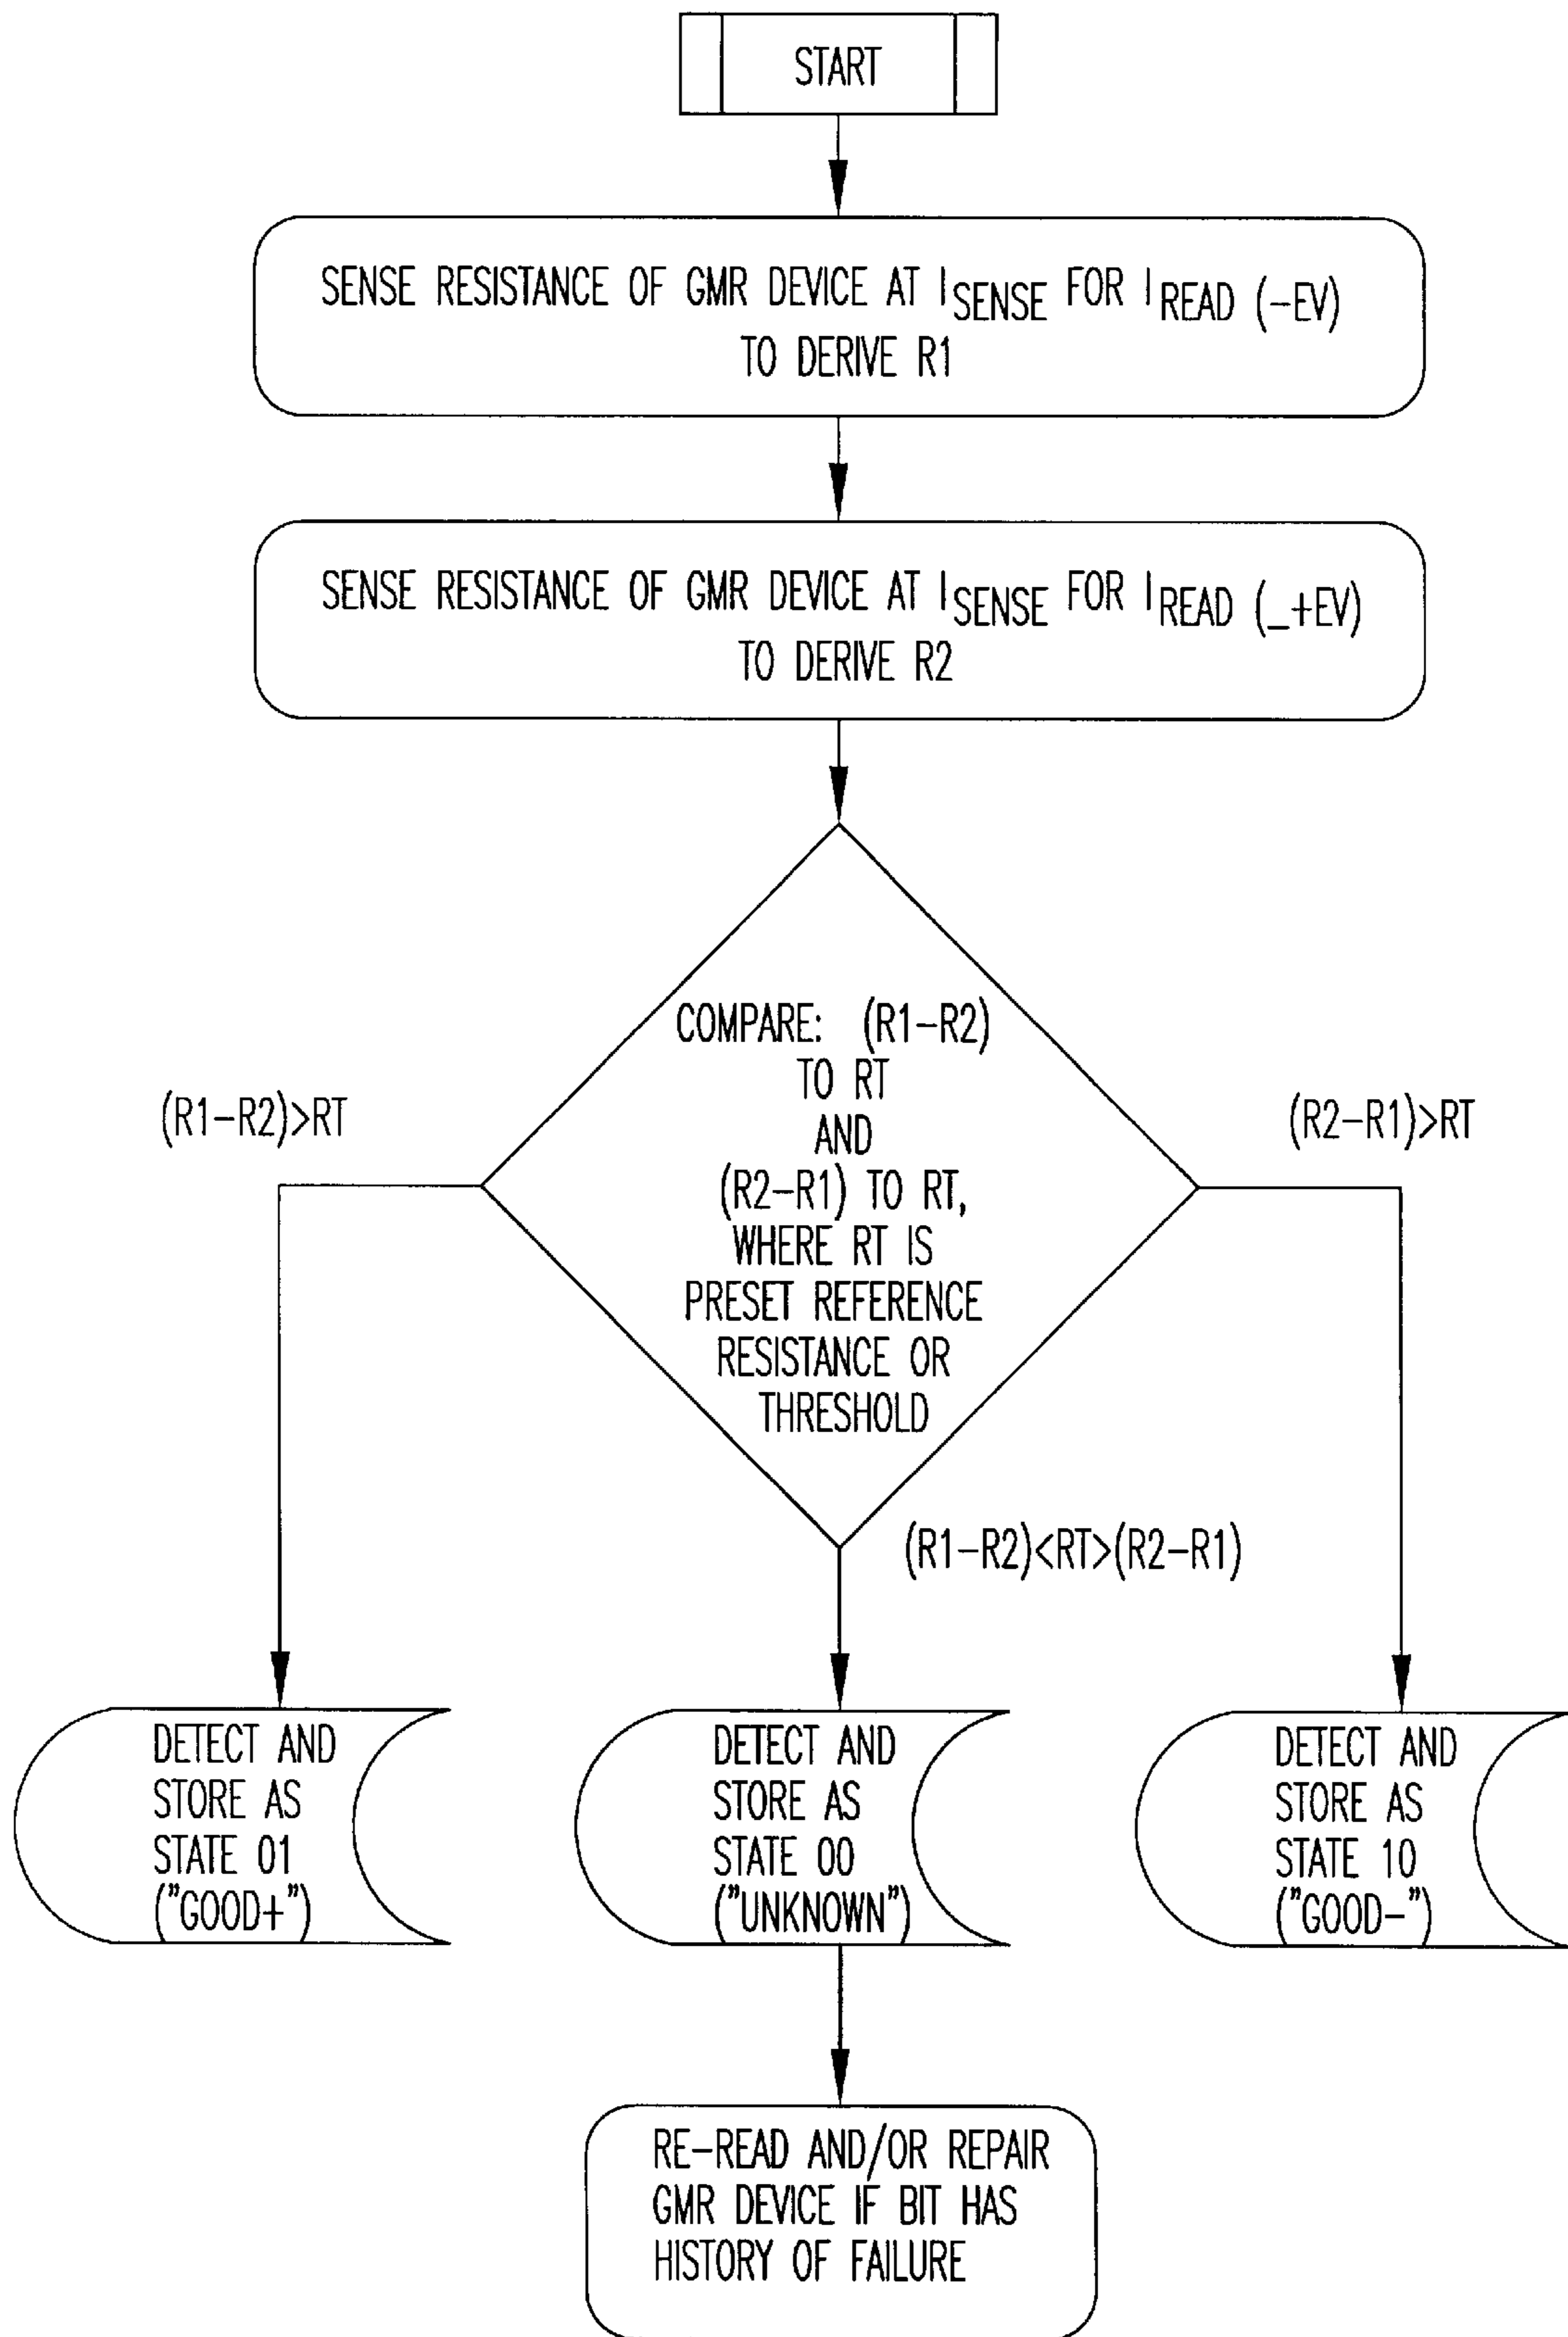 START
SENSE RESISTANCE OF GMR DEVICE AT ISENSE FOR IREAD (-EV)
TO DERIVE R1
SENSE RESISTANCE OF GMR DEVICE AT ISENSE FOR IREAD (_+EV)
TO DERIVE R2
COMPARE: (R1-R2)
TO RT
AND
(R2-R1) TO RT,
WHERE RT IS
PRESET REFERENCE
RESISTANCE OR
THRESHOLD
(R1-R2)>RT
(R2-R1)>RT
(R1-R2)<RT>(R2-R1)
DETECT AND
STORE AS
STATE 01
("GOOD+")
DETECT AND
STORE AS
STATE 00
("UNKNOWN")
DETECT AND
STORE AS
STATE 10
("GOOD-")
RE-READ AND/OR REPAIR
GMR DEVICE IF BIT HAS
HISTORY OF FAILURE